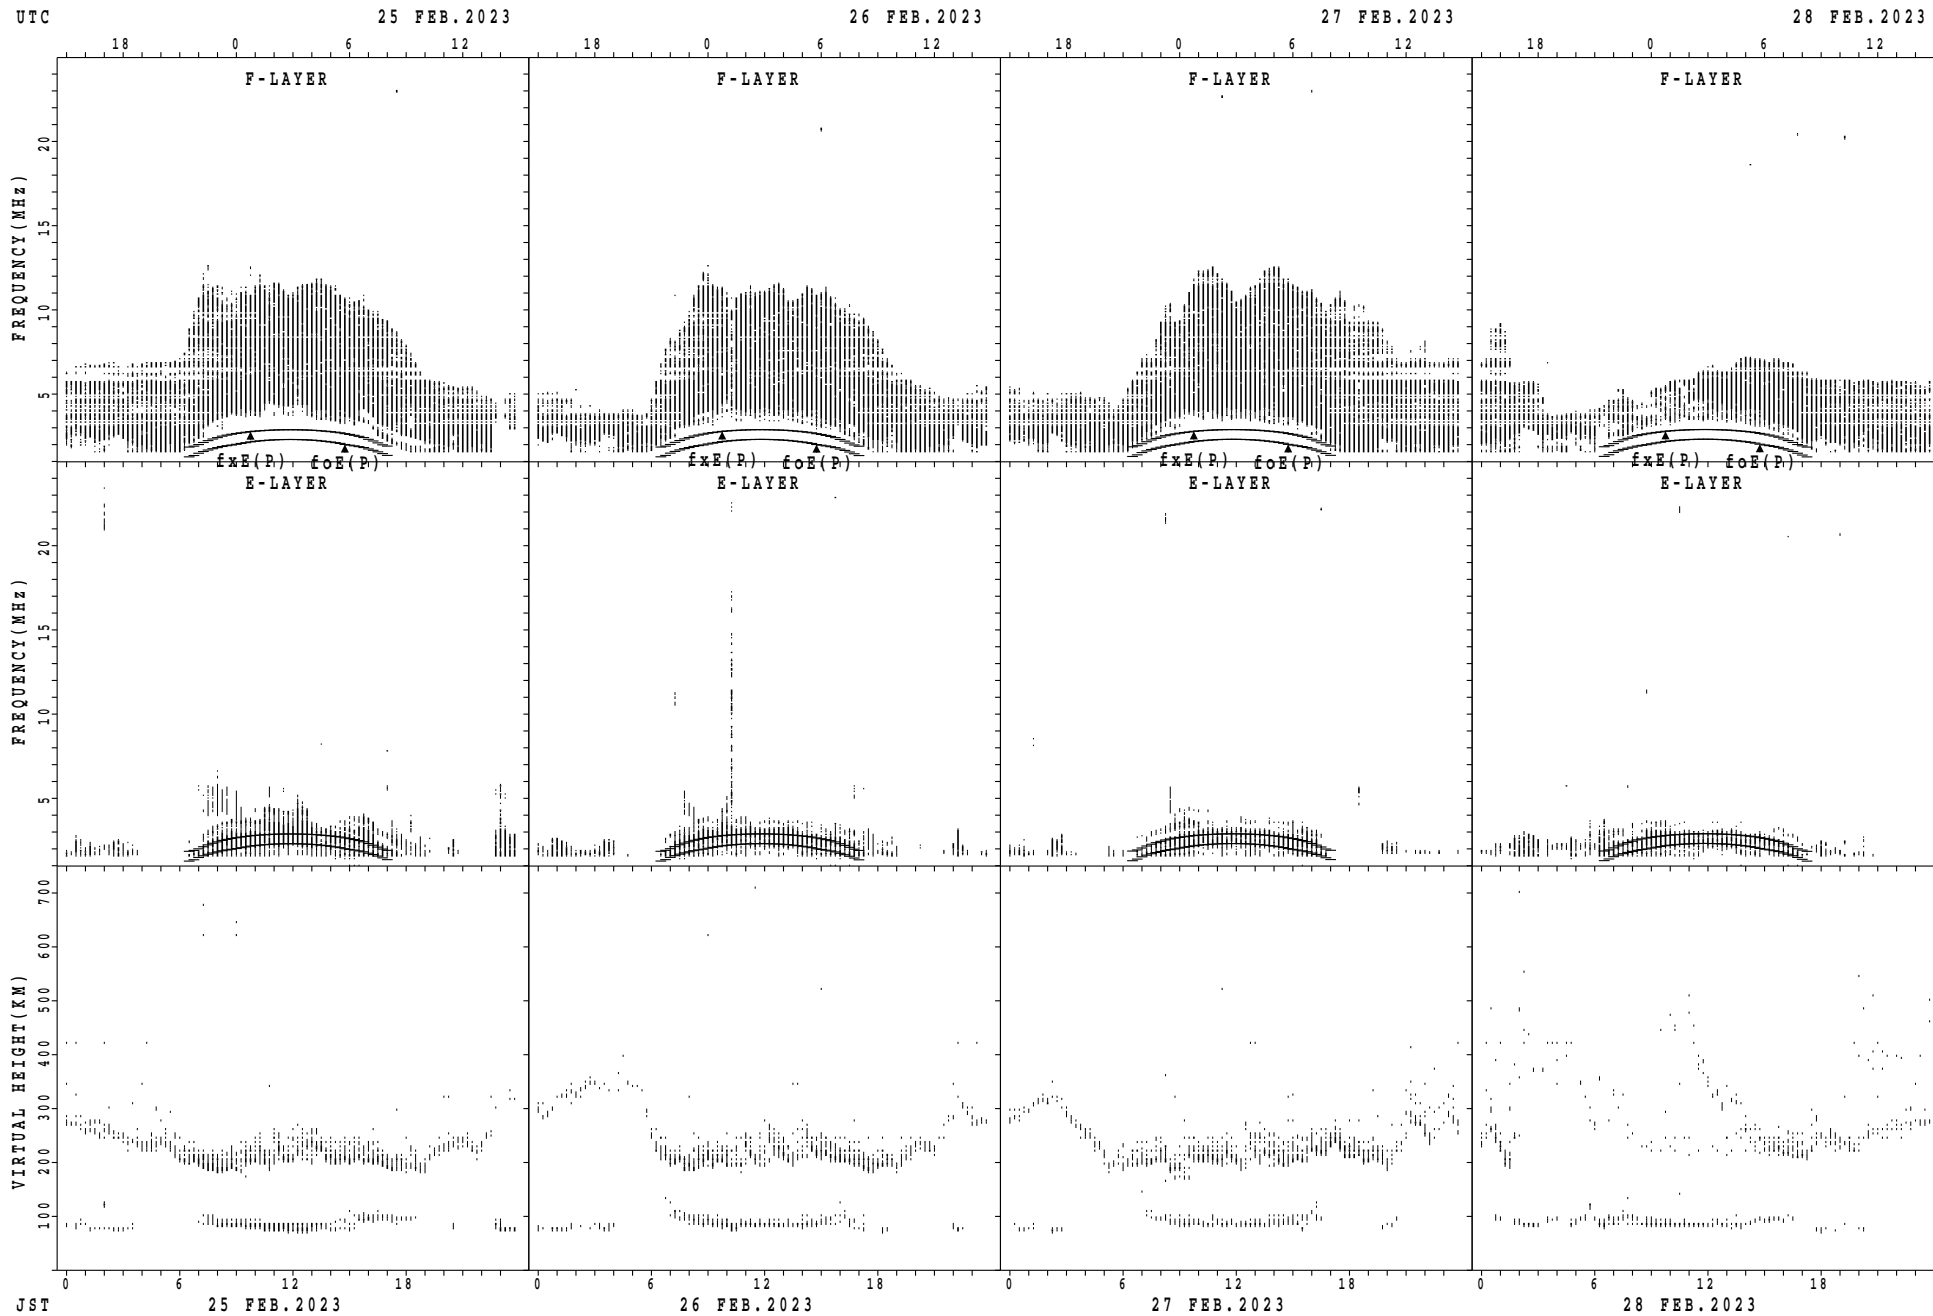 UTC 25 FEB.2023 26 FEB.2023 27 FEB.2023 28 FEB.2023
18 0 6 12 18 0 6 12 18 0 6 12 18 0 6 12
F-LAYER F-LAYER F-LAYER F-LAYER
FREQUENCY(MHz)
20
15
10
5
fxE(P) foE(P) fxE(P) foE(P) fxE(P) foE(P) fxE(P) foE(P)
E-LAYER E-LAYER E-LAYER E-LAYER
FREQUENCY(MHz)
20
15
10
5
VIRTUAL HEIGHT(KM)
700
600
500
400
300
200
100
0 6 12 18 0 6 12 18 0 6 12 18 0 6 12 18
JST 25 FEB.2023 26 FEB.2023 27 FEB.2023 28 FEB.2023